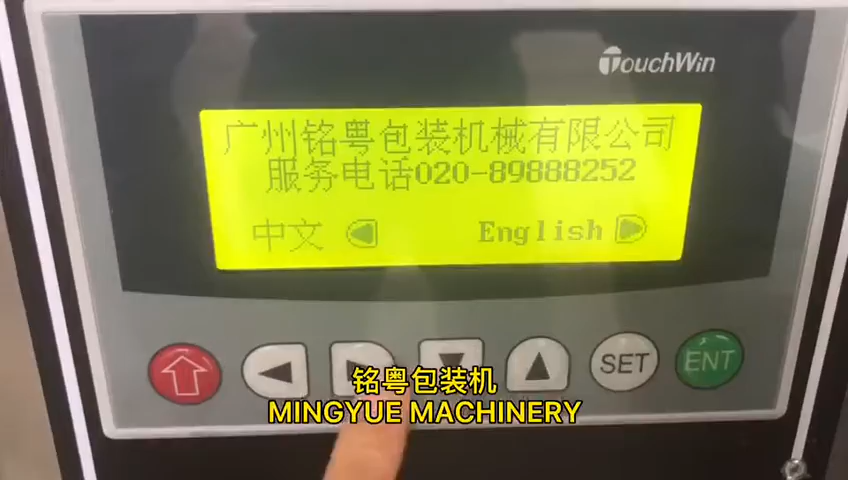 TouchWin
广州铭粤包装机械有限公司
服务电话020-89888252
中文 English
SET ENT
铭粤包装机
MINGYUE MACHINERY